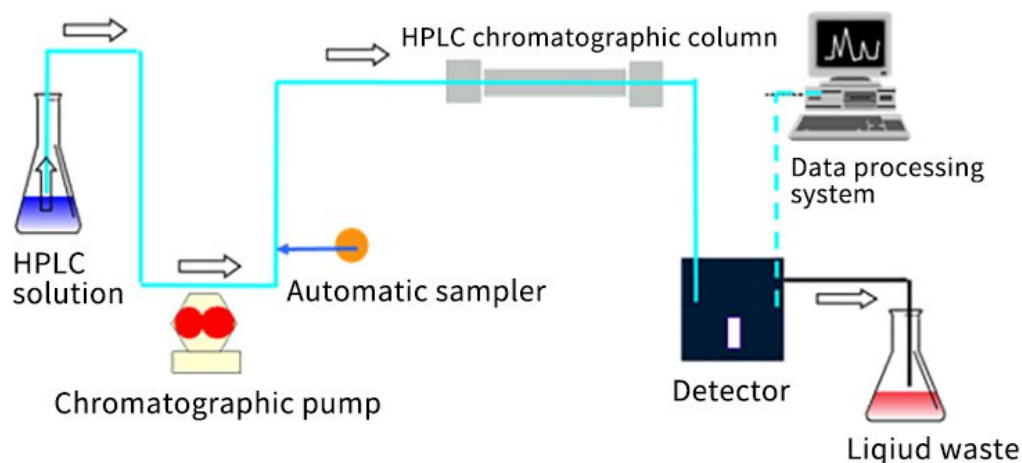 HPLC chromatographic column
HPLC
solution
Automatic sampler
Chromatographic pump
Data processing
system
Detector
Liqiud waste